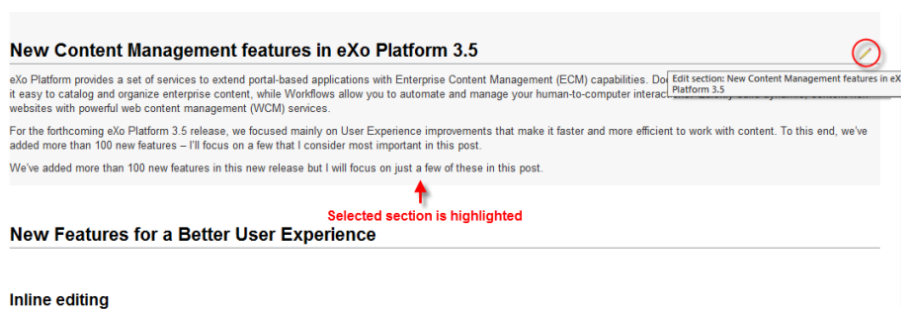 New Content Management features in eXo Platform 3.5
eXo Platform provides a set of services to extend portal-based applications with Enterprise Content Management (ECM) capabilities.
Edit section: New Content Management features in eX
Platform 3.5
it easy to catalog and organize enterprise content, while Workflows allow you to automate and manage your human-to-computer
websites with powerful web content management (WCM) services.
For the forthcoming eXo Platform 3.5 release, we focused mainly on User Experience improvements that make it faster and more efficient to work with content. To this end, we've
added more than 100 new features – I'll focus on a few that I consider most important in this post.
We've added more than 100 new features in this new release but I will focus on just a few of these in this post.
Selected section is highlighted
New Features for a Better User Experience
Inline editing